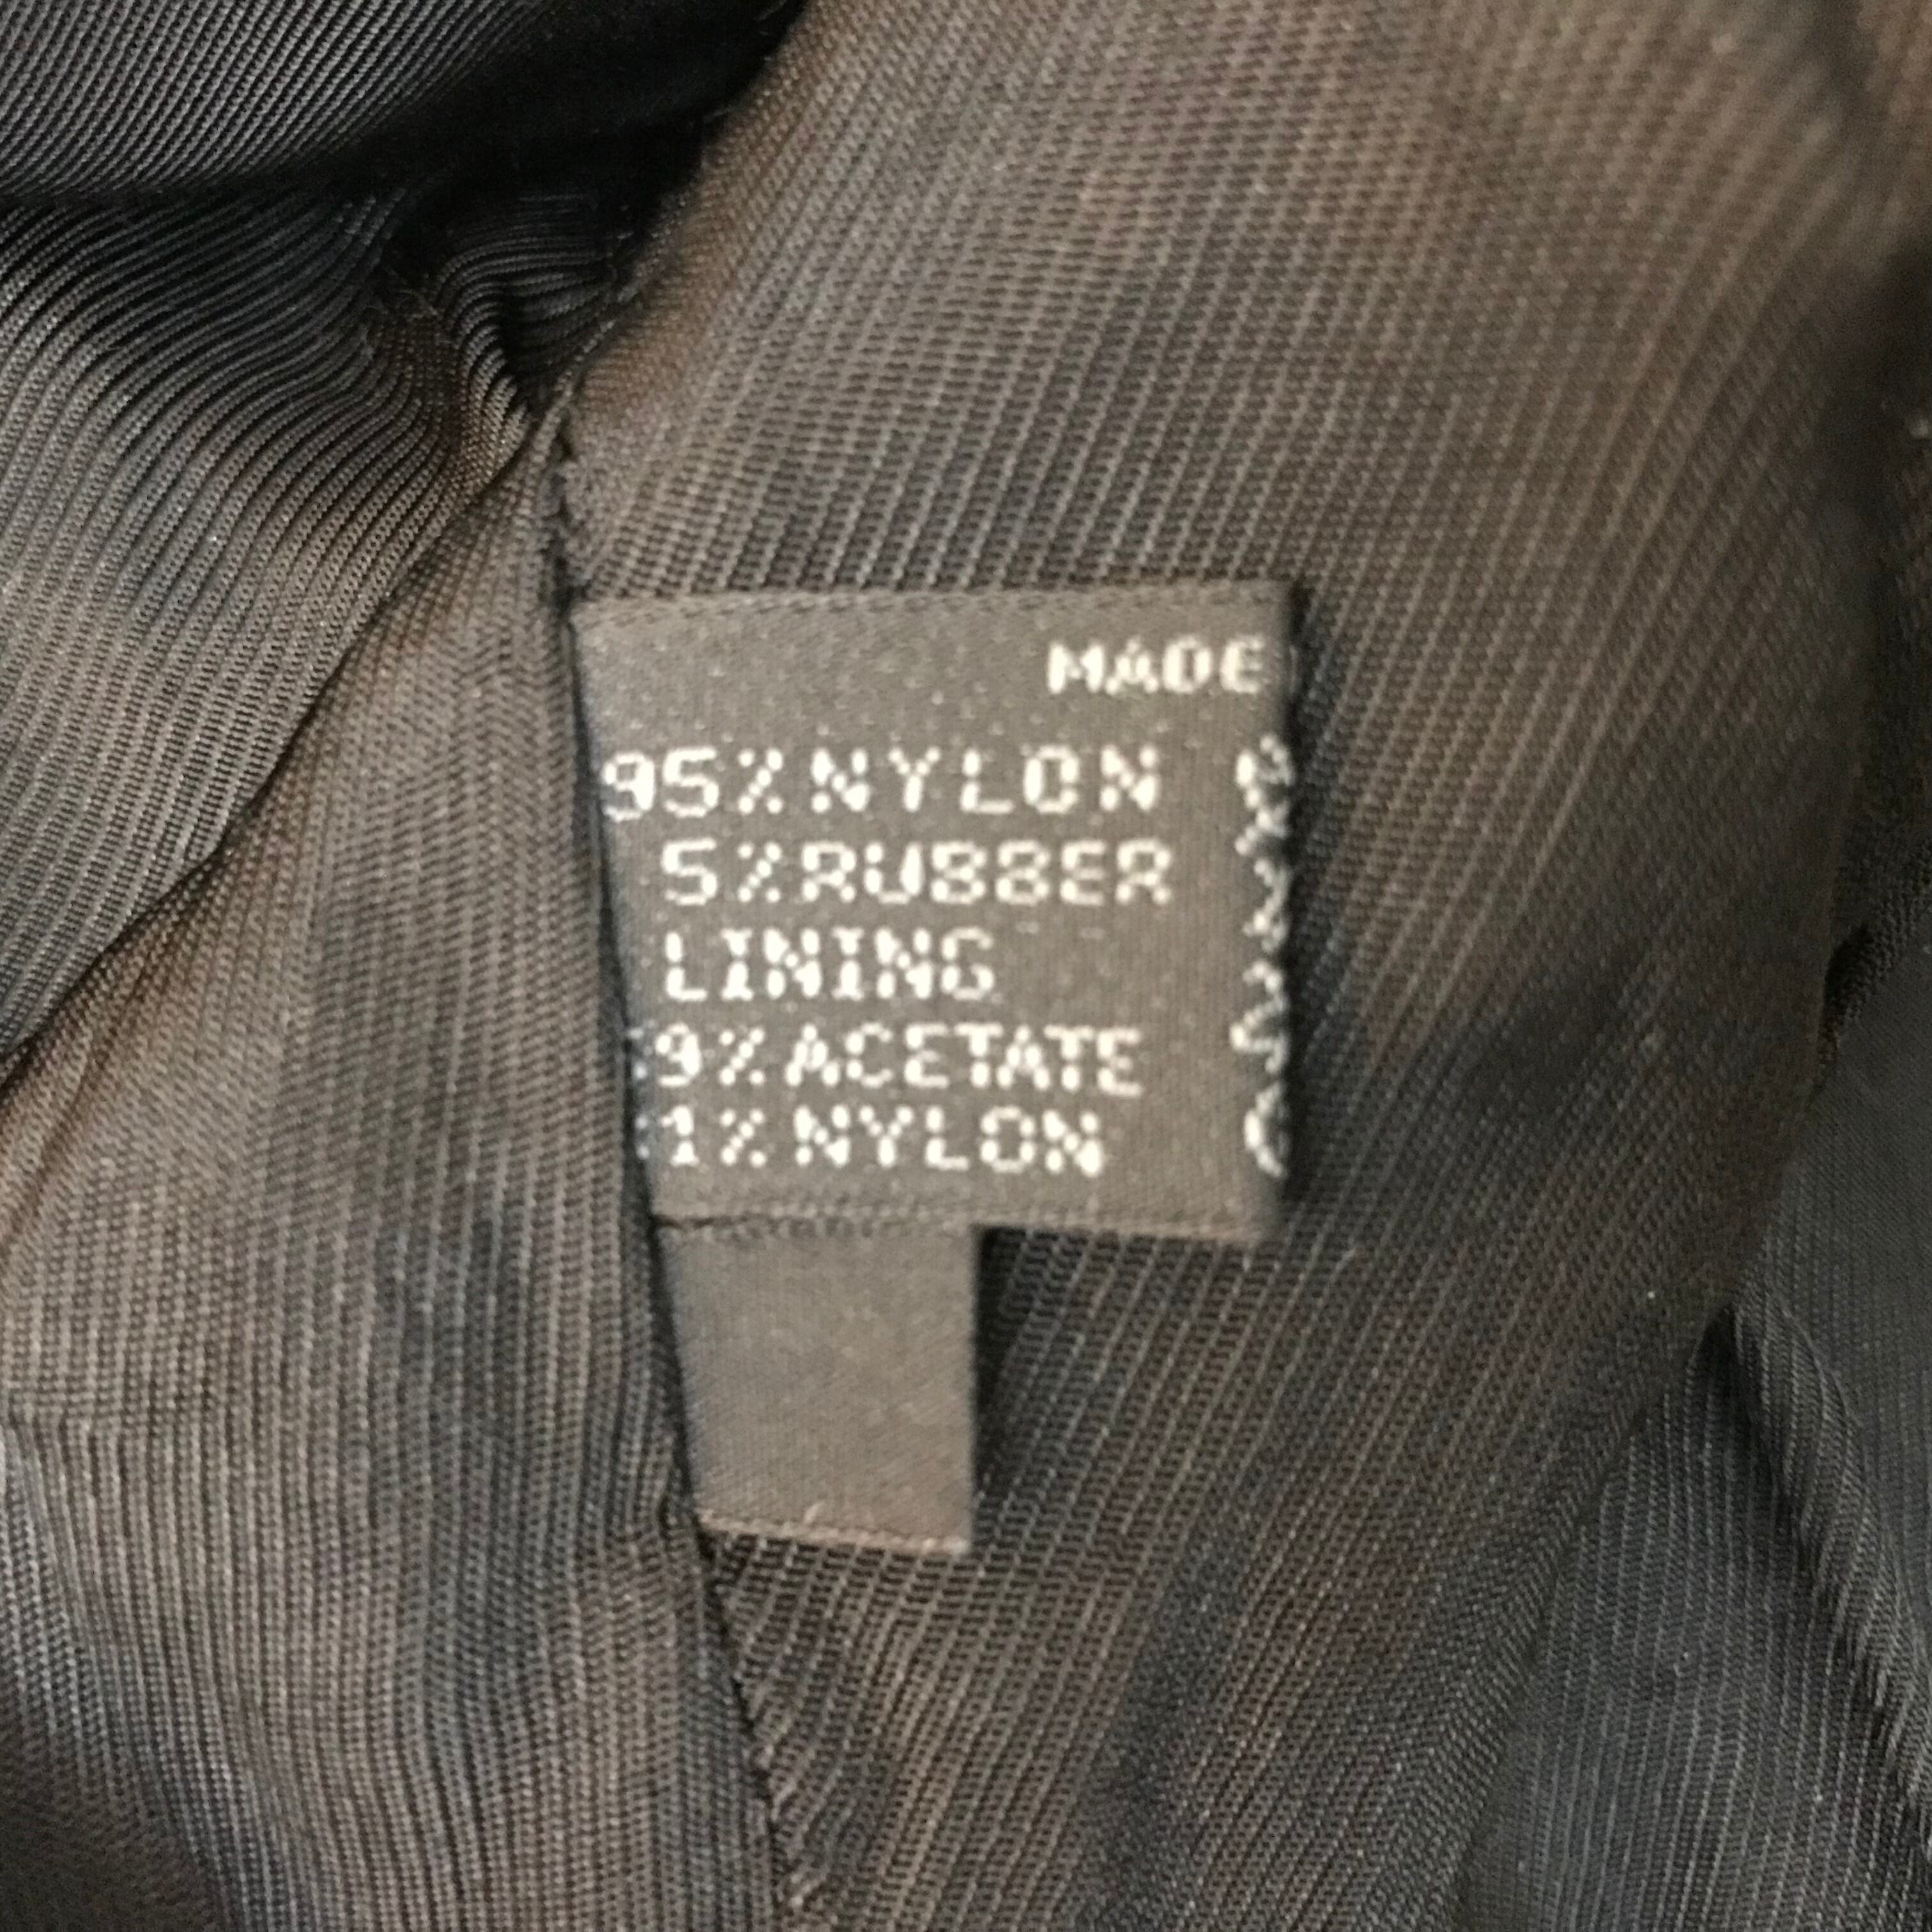 MADE
95% NYLON
5% RUBBER
LINING
9% ACETATE
1% NYLON